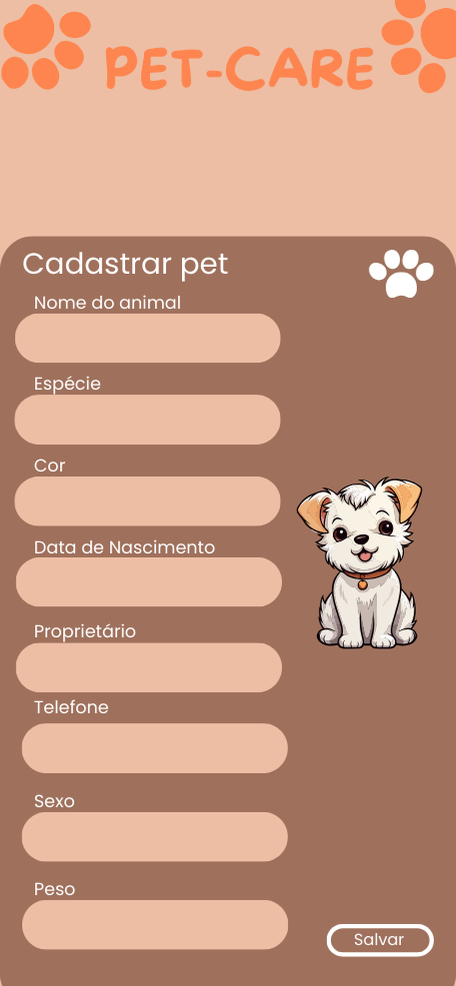 PET-CARE
Cadastrar pet
Nome do animal
Espécie
Cor
Data de Nascimento
Proprietário
Telefone
Sexo
Peso
Salvar